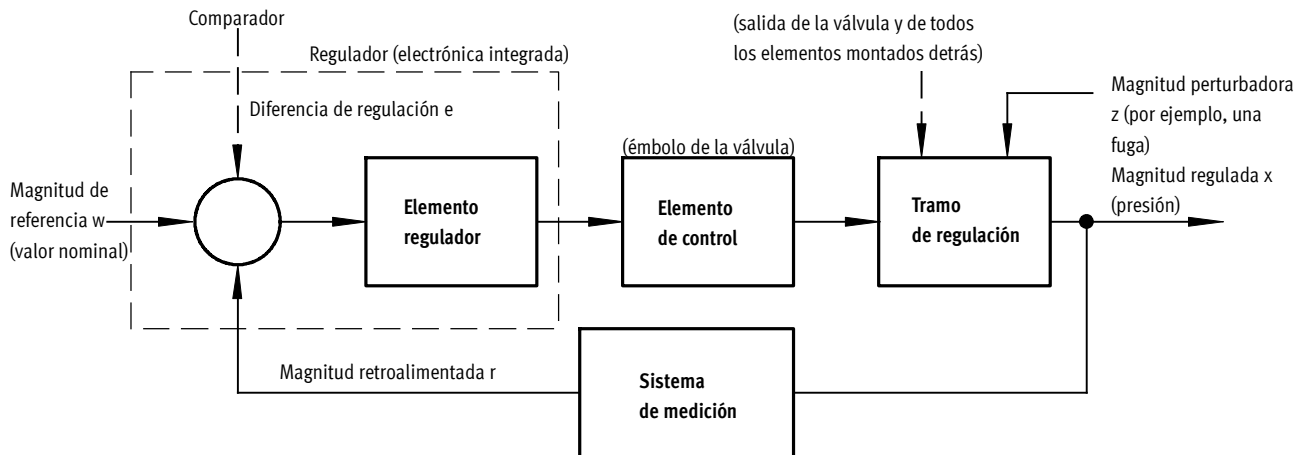 Comparador
Regulador (electrónica integrada)
(salida de la válvula y de todos
los elementos montados detrás)
Diferencia de regulación e
Magnitud perturbadora
z (por ejemplo, una
fuga)
Magnitud regulada x
(presión)
(émbolo de la válvula)
Magnitud de
referencia w
(valor nominal)
Elemento
regulador
Elemento
de control
Tramo
de regulación
Magnitud retroalimentada r
Sistema
de medición